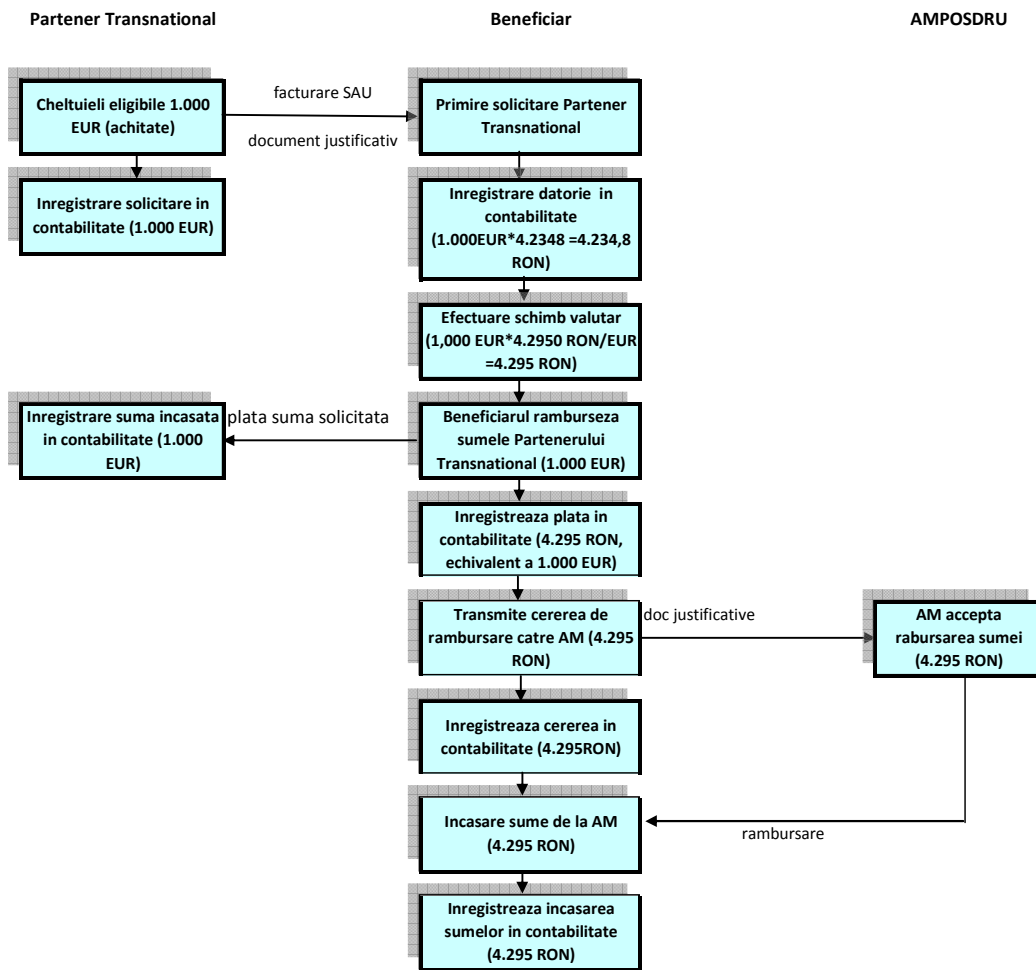 Partener Transnational
Beneficiar
AMPOSDRU
Cheltuieli eligibile 1.000
EUR (achitate)
facturare SAU
document justificativ
Primire solicitare Partener
Transnational
Inregistrare solicitare in
contabilitate (1.000 EUR)
Inregistrare datorie in
contabilitate
(1.000EUR*4.2348 =4.234,8
RON)
Efectuare schimb valutar
(1,000 EUR*4.2950 RON/EUR
=4.295 RON)
Inregistrare suma incasata
in contabilitate (1.000
EUR)
plata suma solicitata
Beneficiarul ramburseza
sumele Partenerului
Transnational (1.000 EUR)
Inregistreaza plata in
contabilitate (4.295 RON,
echivalent a 1.000 EUR)
Transmite cererea de
rambursare catre AM (4.295
RON)
doc justificative
AM accepta
rabursarea sumei
(4.295 RON)
Inregistreaza cererea in
contabilitate (4.295RON)
Incasare sume de la AM
(4.295 RON)
rambursare
Inregistreaza incasarea
sumelor in contabilitate
(4.295 RON)